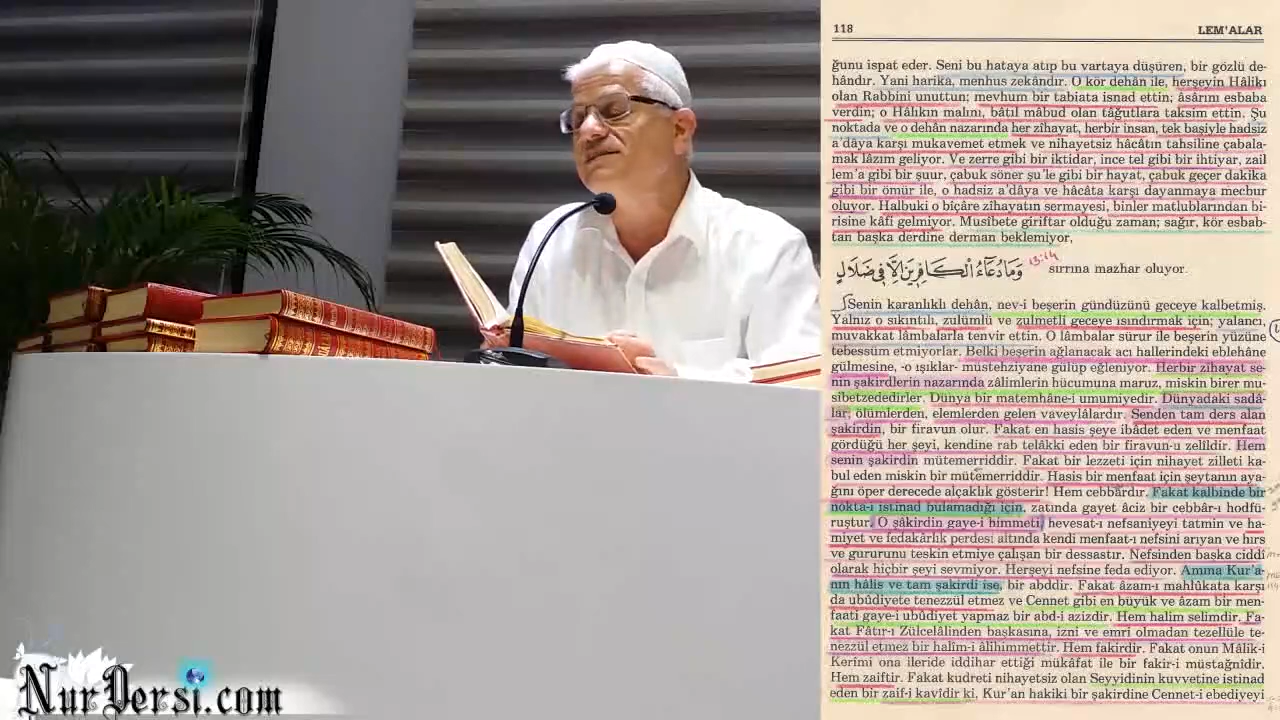 118
LEM'ALAR
ğunu ispat eder. Seni bu hataya atıp bu vartaya düşüren, bir gözlü de-
hândır. Yani harika, menhus zekândır. O kör dehân ile, herşeyin Hâlikı
olan Rabbini unuttun; mevhum bir tabiata isnad ettin; âsârını esbaba
verdin; o Hâlıkın malını, bâtıl mâbud olan tâğutlara taksim ettin. Şu
noktada ve o dehân nazarında her zîhayat, herbir insan, tek başiyle hadsiz
a'dâya karşı mukavemet etmek ve nihayetsiz hâcâtın tahsiline çabala-
mak lâzım geliyor. Ve zerre gibi bir iktidar, ince tel gibi bir ihtiyar, zail
lem'a gibi bir şuur, çabuk söner şu'le gibi bir hayat, çabuk geçer dakika
gibi bir ömür ile, o hadsiz a'dâya ve hâcâta karşı dayanmaya mecbur
oluyor. Halbuki o biçâre zîhayatın sermayesi, binler matlublarından bi-
risine kâfi gelmiyor. Musîbete giriftar olduğu zaman; sağır, kör esbab-
tan başka derdine derman beklemiyor,
وَمَا دُعَٓاءُ الْكَافِرِينَ اِلَّا فِى ضَلَالٍ 13:14 sırrına mazhar oluyor.
Senin karanlıklı dehân, nev-i beşerin gündüzünü geceye kalbetmiş.
Yalnız o sıkıntılı, zulümlü ve zulmetli geceye ısındırmak için; yalancı,
muvakkat lâmbalarla tenvir ettin. O lâmbalar sürur ile beşerin yüzüne
tebessüm etmiyorlar. Belki beşerin ağlanacak acı hallerindeki eblehâne
gülmesine, -o ışıklar- müstehziyane gülüp eğleniyor. Herbir zîhayat se-
nin şakirdlerin nazarında zâlimlerin hücumuna maruz, miskin birer mu-
sibetzededirler. Dünya bir matemhâne-i umumiyedir. Dünyadaki sadâ-
lar, ölümlerden, elemlerden gelen vaveylâlardır. Senden tam ders alan
şakirdin, bir firavun olur. Fakat en hasis şeye ibâdet eden ve menfaat
gördüğü her şeyi, kendine rab telâkki eden bir firavun-u zelîldir. Hem
senin şakirdin mütemerriddir. Fakat bir lezzeti için nihayet zilleti ka-
bul eden miskin bir mütemerriddir. Hasis bir menfaat için şeytanın aya-
ğını öper derecede alçaklık gösterir! Hem cebbârdır. Fakat kalbinde bir
nokta-i istinad bulamadığı için, zatında gayet âciz bir cebbâr-ı hodfü-
ruştur. O şâkirdin gaye-i himmeti, hevesat-ı nefsaniyeyi tatmin ve ha-
miyet ve fedakârlık perdesi altında kendi menfaat-ı nefsini arıyan ve hırs
ve gururunu teskin etmiye çalışan bir dessastır. Nefsinden başka ciddî
olarak hiçbir şeyi sevmiyor. Herşeyi nefsine feda ediyor. Amma Kur'a-
nın hâlis ve tam şakirdi ise, bir abddir. Fakat âzam-ı mahlûkata karşı
da ubûdiyete tenezzül etmez ve Cennet gibi en büyük ve âzam bir men-
faati gaye-i ubûdiyet yapmaz bir abd-i azizdir. Hem halim selimdir. Fa-
kat Fâtır-ı Zülcelâlinden başkasına, izni ve emri olmadan tezellüle te-
nezzül etmez bir halîm-i âlihimmettir. Hem fakirdir. Fakat onun Mâlik-i
Kerîmi ona ileride iddihar ettiği mükâfat ile bir fakir-i müstağnîdir.
Hem zaiftir. Fakat kudreti nihayetsiz olan Seyyidinin kuvvetine istinad
eden bir zaif-i kavîdir ki, Kur'an hakiki bir şakirdine Cennet-i ebediyeyi
NurDersi.com